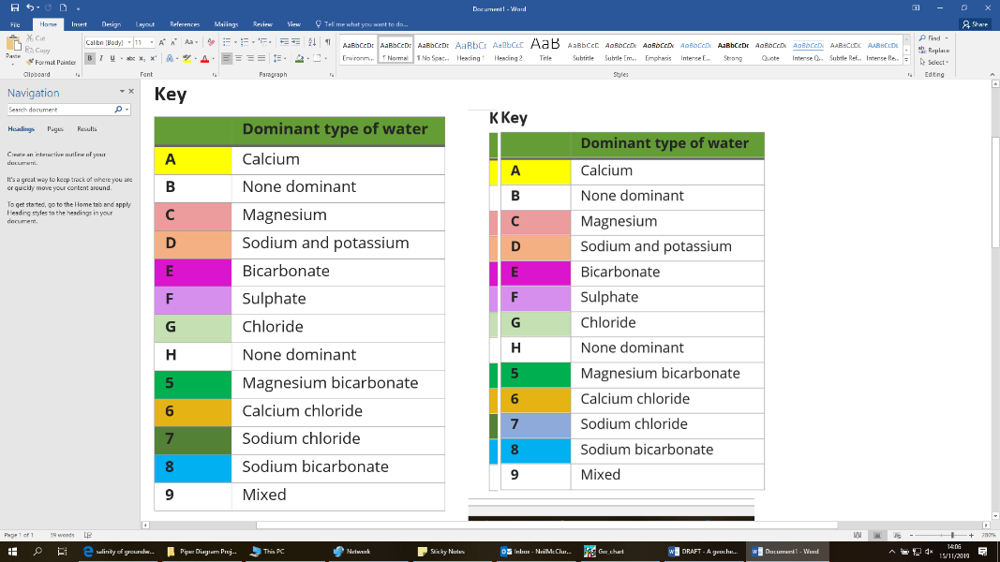 Document1 - Word
Share
File Home Insert Design Layout References Mailings Review View Tell me what you want to do...
Paste
Cut
Copy
Format Painter
Clipboard
Calibri (Body) 11
Font
Paragraph
AaBbCcDc Environm...
AaBbCcDc ¶ Normal
AaBbCcDc ¶ No Spac...
AaBbCc Heading 1
AaBbCcC Heading 2
AaB Title
AaBbCcC Subtitle
AaBbCcDc Subtle Em...
AaBbCcDc Emphasis
AaBbCcDc Intense E...
AaBbCcDc Strong
AaBbCcDc Quote
AaBbCcDc Intense Q...
AaBbCcDc Subtle Ref...
AaBbCcDc Intense Re...
Styles
Find
Replace
Select
Editing
Navigation
Search document
Headings Pages Results
Create an interactive outline of your
document.
It's a great way to keep track of where you are
or quickly move your content around.
To get started, go to the Home tab and apply
Heading styles to the headings in your
document.
Key
Dominant type of water
A Calcium
B None dominant
C Magnesium
D Sodium and potassium
E Bicarbonate
F Sulphate
G Chloride
H None dominant
5 Magnesium bicarbonate
6 Calcium chloride
7 Sodium chloride
8 Sodium bicarbonate
9 Mixed
K Key
Dominant type of water
A Calcium
B None dominant
C Magnesium
D Sodium and potassium
E Bicarbonate
F Sulphate
G Chloride
H None dominant
5 Magnesium bicarbonate
6 Calcium chloride
7 Sodium chloride
8 Sodium bicarbonate
9 Mixed
Page 1 of 1 19 words
280%
salinity of groundw...
Piper Diagram Proj...
This PC
Network
Sticky Notes
Inbox - NeilMcClur...
Gw_chart
DRAFT - A geoche...
Document1 - Word
14:06
15/11/2019